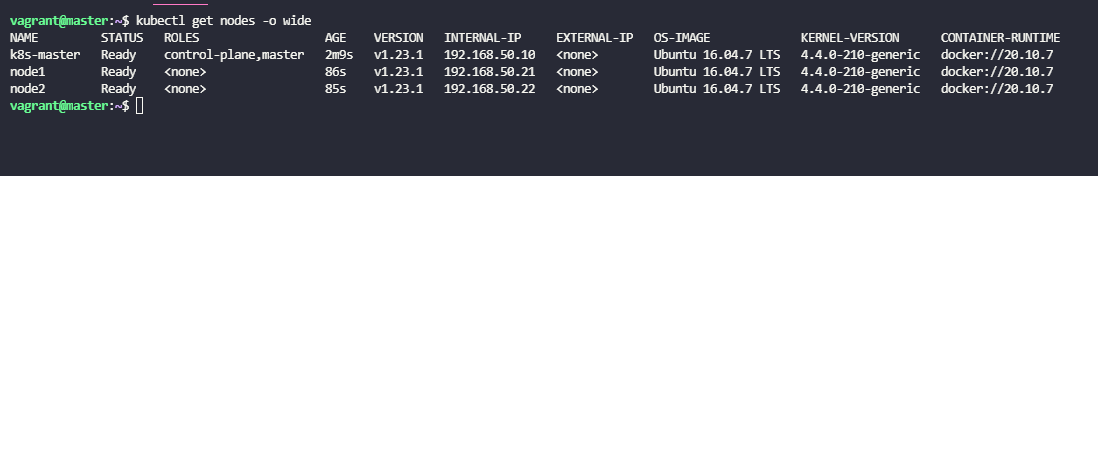 vagrant@master:~$ kubectl get nodes -o wide
NAME STATUS ROLES AGE VERSION INTERNAL-IP EXTERNAL-IP OS-IMAGE KERNEL-VERSION CONTAINER-RUNTIME
k8s-master Ready control-plane,master 2m9s v1.23.1 192.168.50.10 <none> Ubuntu 16.04.7 LTS 4.4.0-210-generic docker://20.10.7
node1 Ready <none> 86s v1.23.1 192.168.50.21 <none> Ubuntu 16.04.7 LTS 4.4.0-210-generic docker://20.10.7
node2 Ready <none> 85s v1.23.1 192.168.50.22 <none> Ubuntu 16.04.7 LTS 4.4.0-210-generic docker://20.10.7
vagrant@master:~$